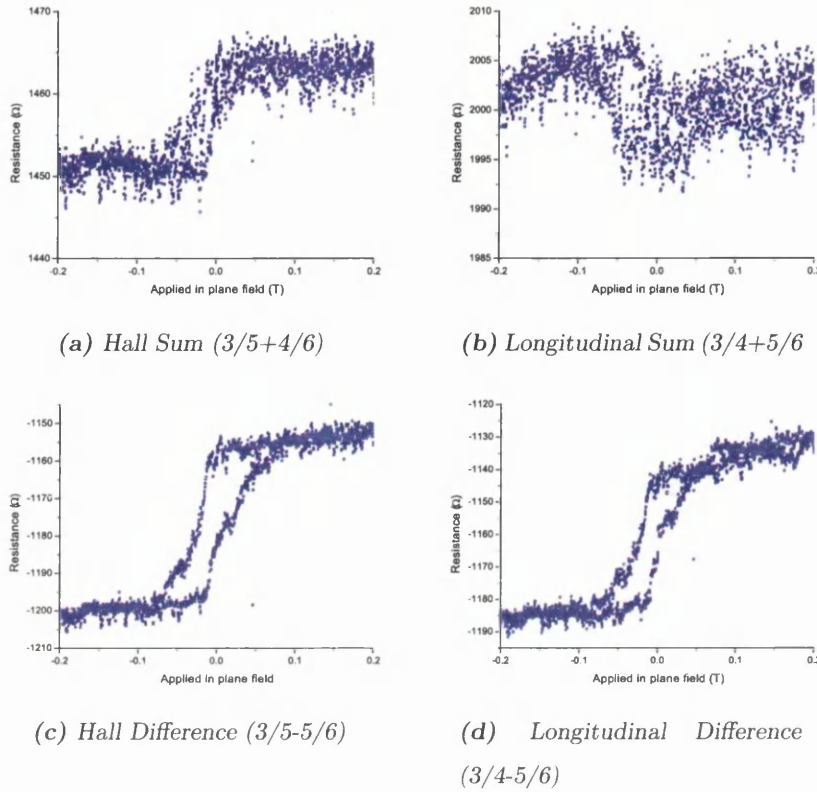 1470
1460
1450
1440
Resistance (Ω)
-0.2 -0.1 0.0 0.1 0.2
Applied in plane field (T)
(a) Hall Sum (3/5+4/6)
2010
2005
2000
1995
1990
1985
Resistance (Ω)
-0.2 -0.1 0.0 0.1 0.2
Applied in plane field (T)
(b) Longitudinal Sum (3/4+5/6
-1150
-1160
-1170
-1180
-1190
-1200
-1210
Resistance (Ω)
-0.2 -0.1 0.0 0.1 0.2
Applied in plane field
(c) Hall Difference (3/5-5/6)
-1120
-1130
-1140
-1150
-1160
-1170
-1180
-1190
Resistance (Ω)
-0.2 -0.1 0.0 0.1 0.2
Applied in plane field (T)
(d) Longitudinal Difference
(3/4-5/6)